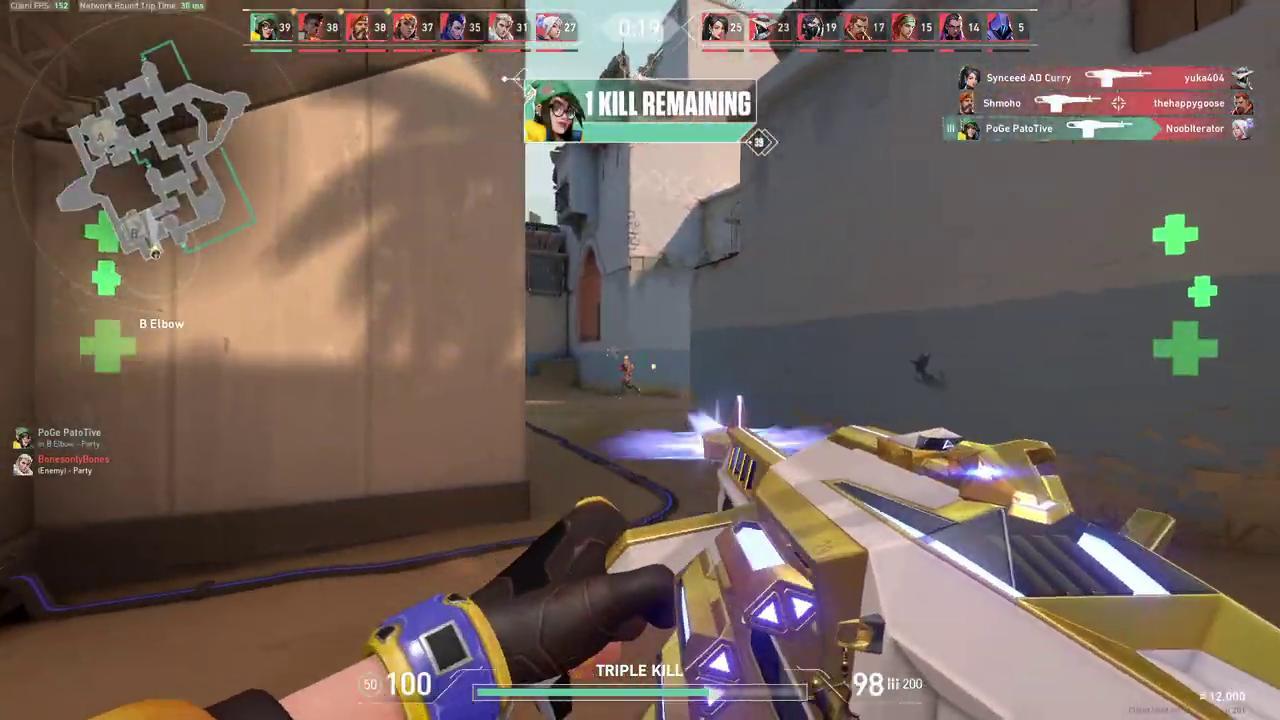 Client FPS: 152 Network Round Trip Time: 38 ms
39 38 38 37 35 31 27 0:19 25 23 19 17 15 14 5
1 KILL REMAINING
39
Synceed AD Curry yuka404
Shmoho thehappygoose
PoGe PatoTive NoobIterator
A
B
B Elbow
PoGe PatoTive
in B Elbow - Party
BonesonlyBones
(Enemy) - Party
TRIPLE KILL
50 100
98 200
12,000